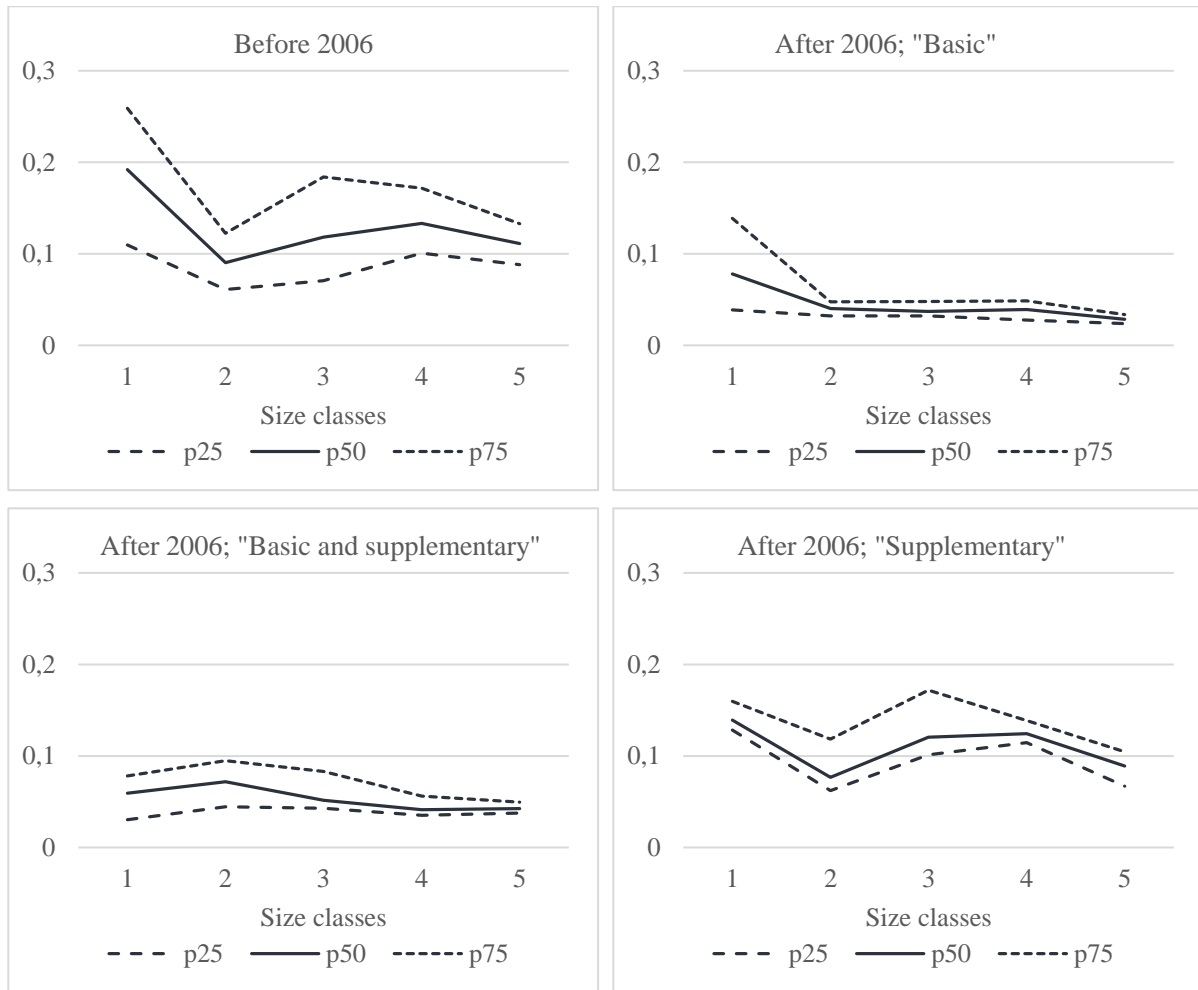 Before 2006
0,3
0,2
0,1
0
1 2 3 4 5
Size classes
p25 p50 p75
After 2006; "Basic"
0,3
0,2
0,1
0
1 2 3 4 5
Size classes
p25 p50 p75
After 2006; "Basic and supplementary"
0,3
0,2
0,1
0
1 2 3 4 5
Size classes
p25 p50 p75
After 2006; "Supplementary"
0,3
0,2
0,1
0
1 2 3 4 5
Size classes
p25 p50 p75